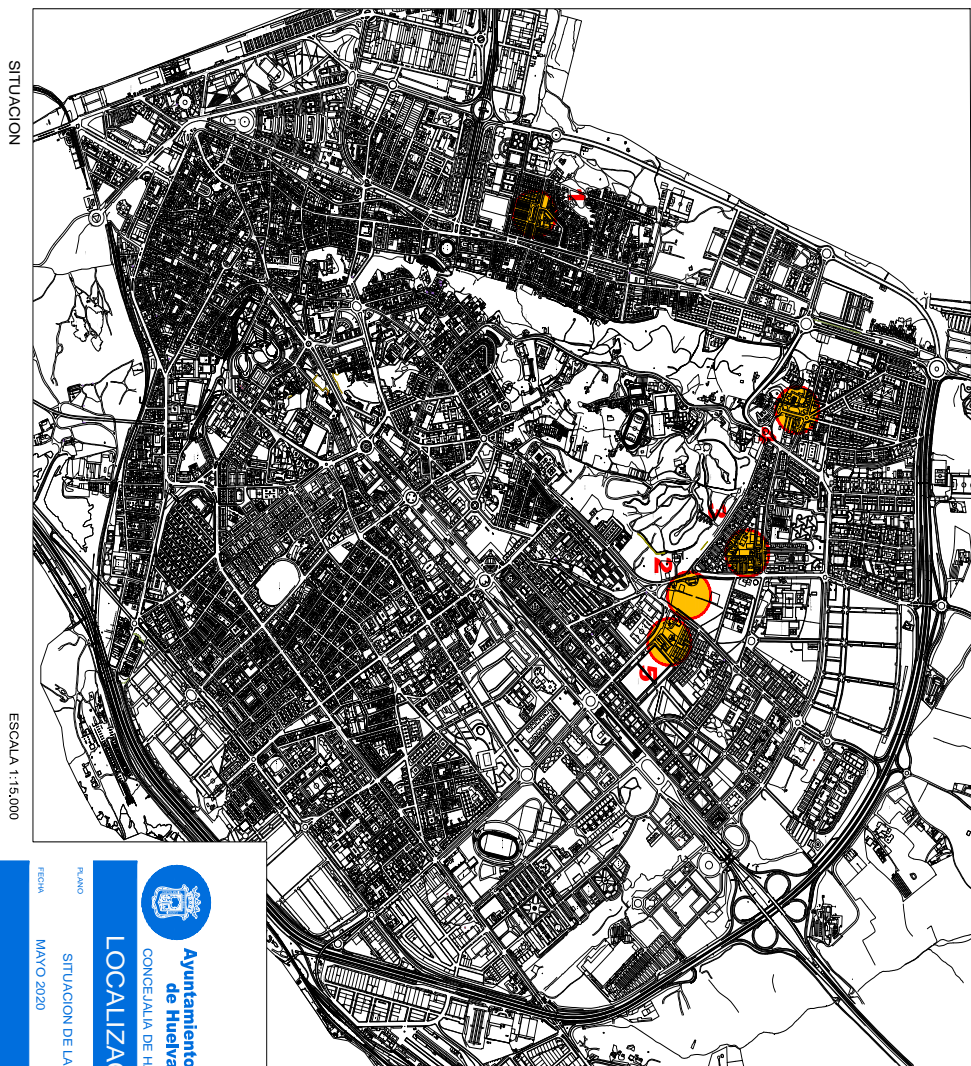 SITUACION
ESCALA 1:15.000
1
4
3
2
5
Ayuntamiento
de Huelva
CONCEJALIA DE H
LOCALIZA
PLANO
SITUACION DE LA
FECHA
MAYO 2020